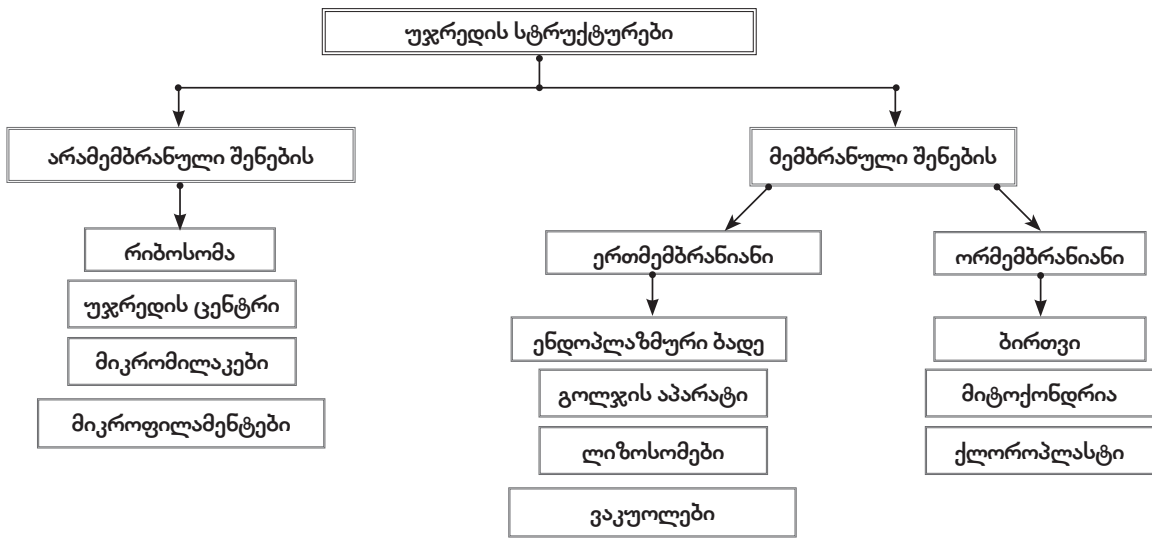 უჯრედის სტრუქტურები
არამემბრანული შენების
მემბრანული შენების
რიბოსომა
უჯრედის ცენტრი
მიკრომილაკები
მიკროფილამენტები
ერთმემბრანიანი
ენდოპლაზმური ბადე
გოლჯის აპარატი
ლიზოსომები
ვაკუოლები
ორმემბრანიანი
ბირთვი
მიტოქონდრია
ქლოროპლასტი